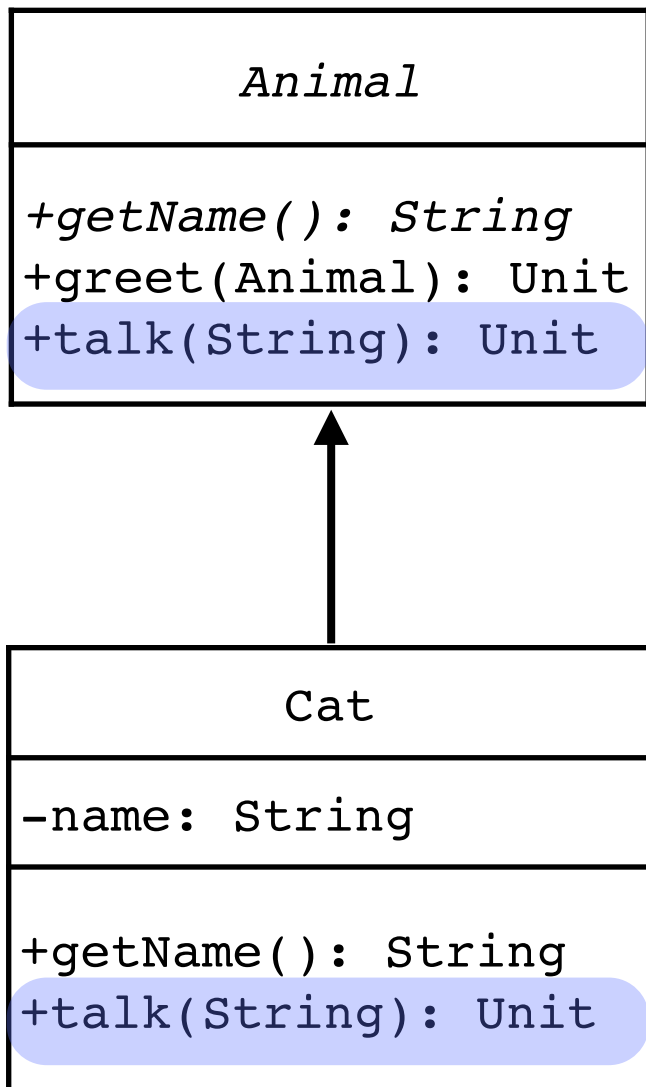 Animal
+getName(): String
+greet(Animal): Unit
+talk(String): Unit
Cat
-name: String
+getName(): String
+talk(String): Unit